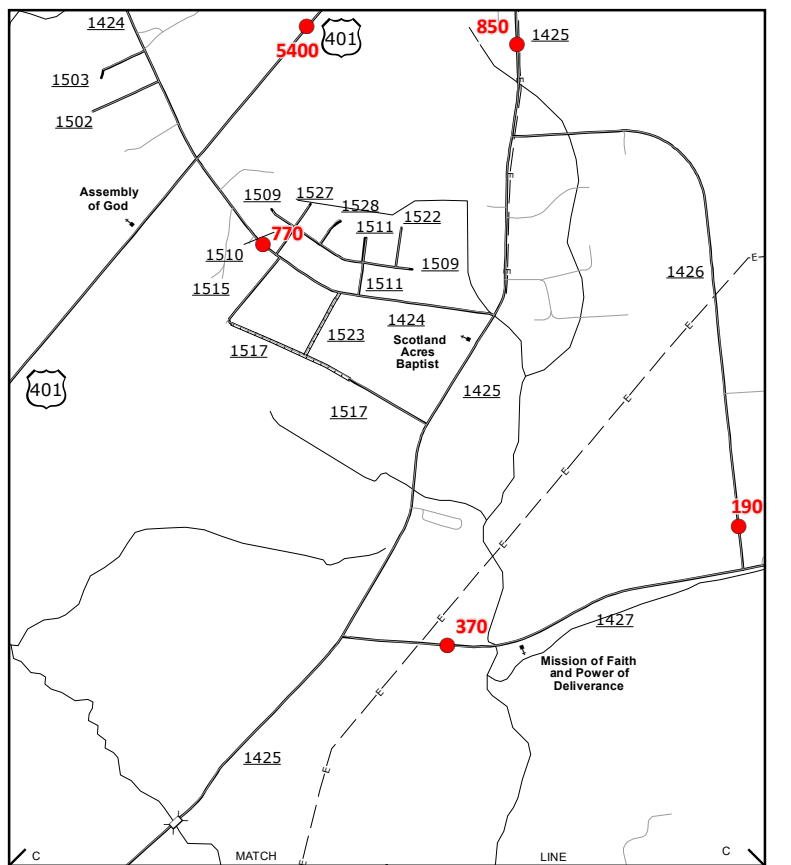 1424
401
5400
850
1425
1503
1502
E
E
Assembly
of God
1509
1527
1528
1511
1522
770
1510
1509
E
E
1426
1515
1511
1424
E
1523
Scotland
Acres
Baptist
1517
401
1425
E
1517
E
190
E
E
370
1427
Mission of Faith
and Power of
Deliverance
E
1425
E
C
MATCH
LINE
C
E